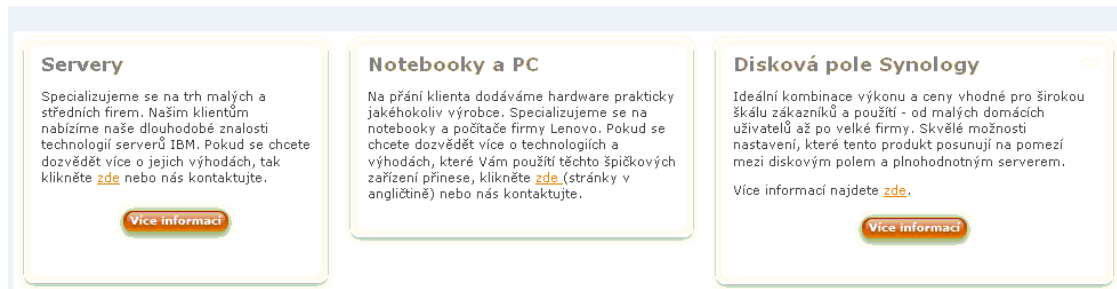 Servery
Specializujeme se na trh malých a
středních firem. Našim klientům
nabízíme naše dlouhodobé znalosti
technologií serverů IBM. Pokud se chcete
dozvědět více o jejich výhodách, tak
klikněte zde nebo nás kontaktujte.
Více informací
Notebooky a PC
Na přání klienta dodáváme hardware prakticky
jakéhokoliv výrobce. Specializujeme se na
notebooky a počítače firmy Lenovo. Pokud se
chcete dozvědět více o technologiích a
výhodách, které Vám použítí těchto špičkových
zařízení přinese, klikněte zde (stránky v
angličtině) nebo nás kontaktujte.
Disková pole Synology
Ideální kombinace výkonu a ceny vhodné pro širokou
škálu zákazníků a použítí - od malých domácích
uživatelů až po velké firmy. Skvělé možnosti
nastavení, které tento produkt posunují na pomezí
mezi diskovým polem a plnohodnotným serverem.
Více informací najdete zde.
Více informací